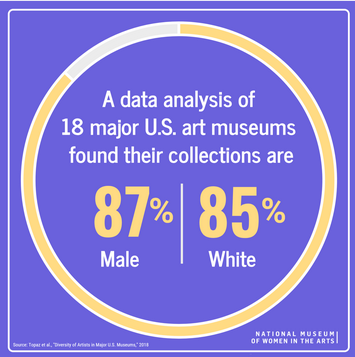 A data analysis of
18 major U.S. art museums
found their collections are
87% 85%
Male White
NATIONAL MUSEUM
OF WOMEN IN THE ARTS
Source: Topaz et al., "Diversity of Artists in Major U.S. Museums," 2019